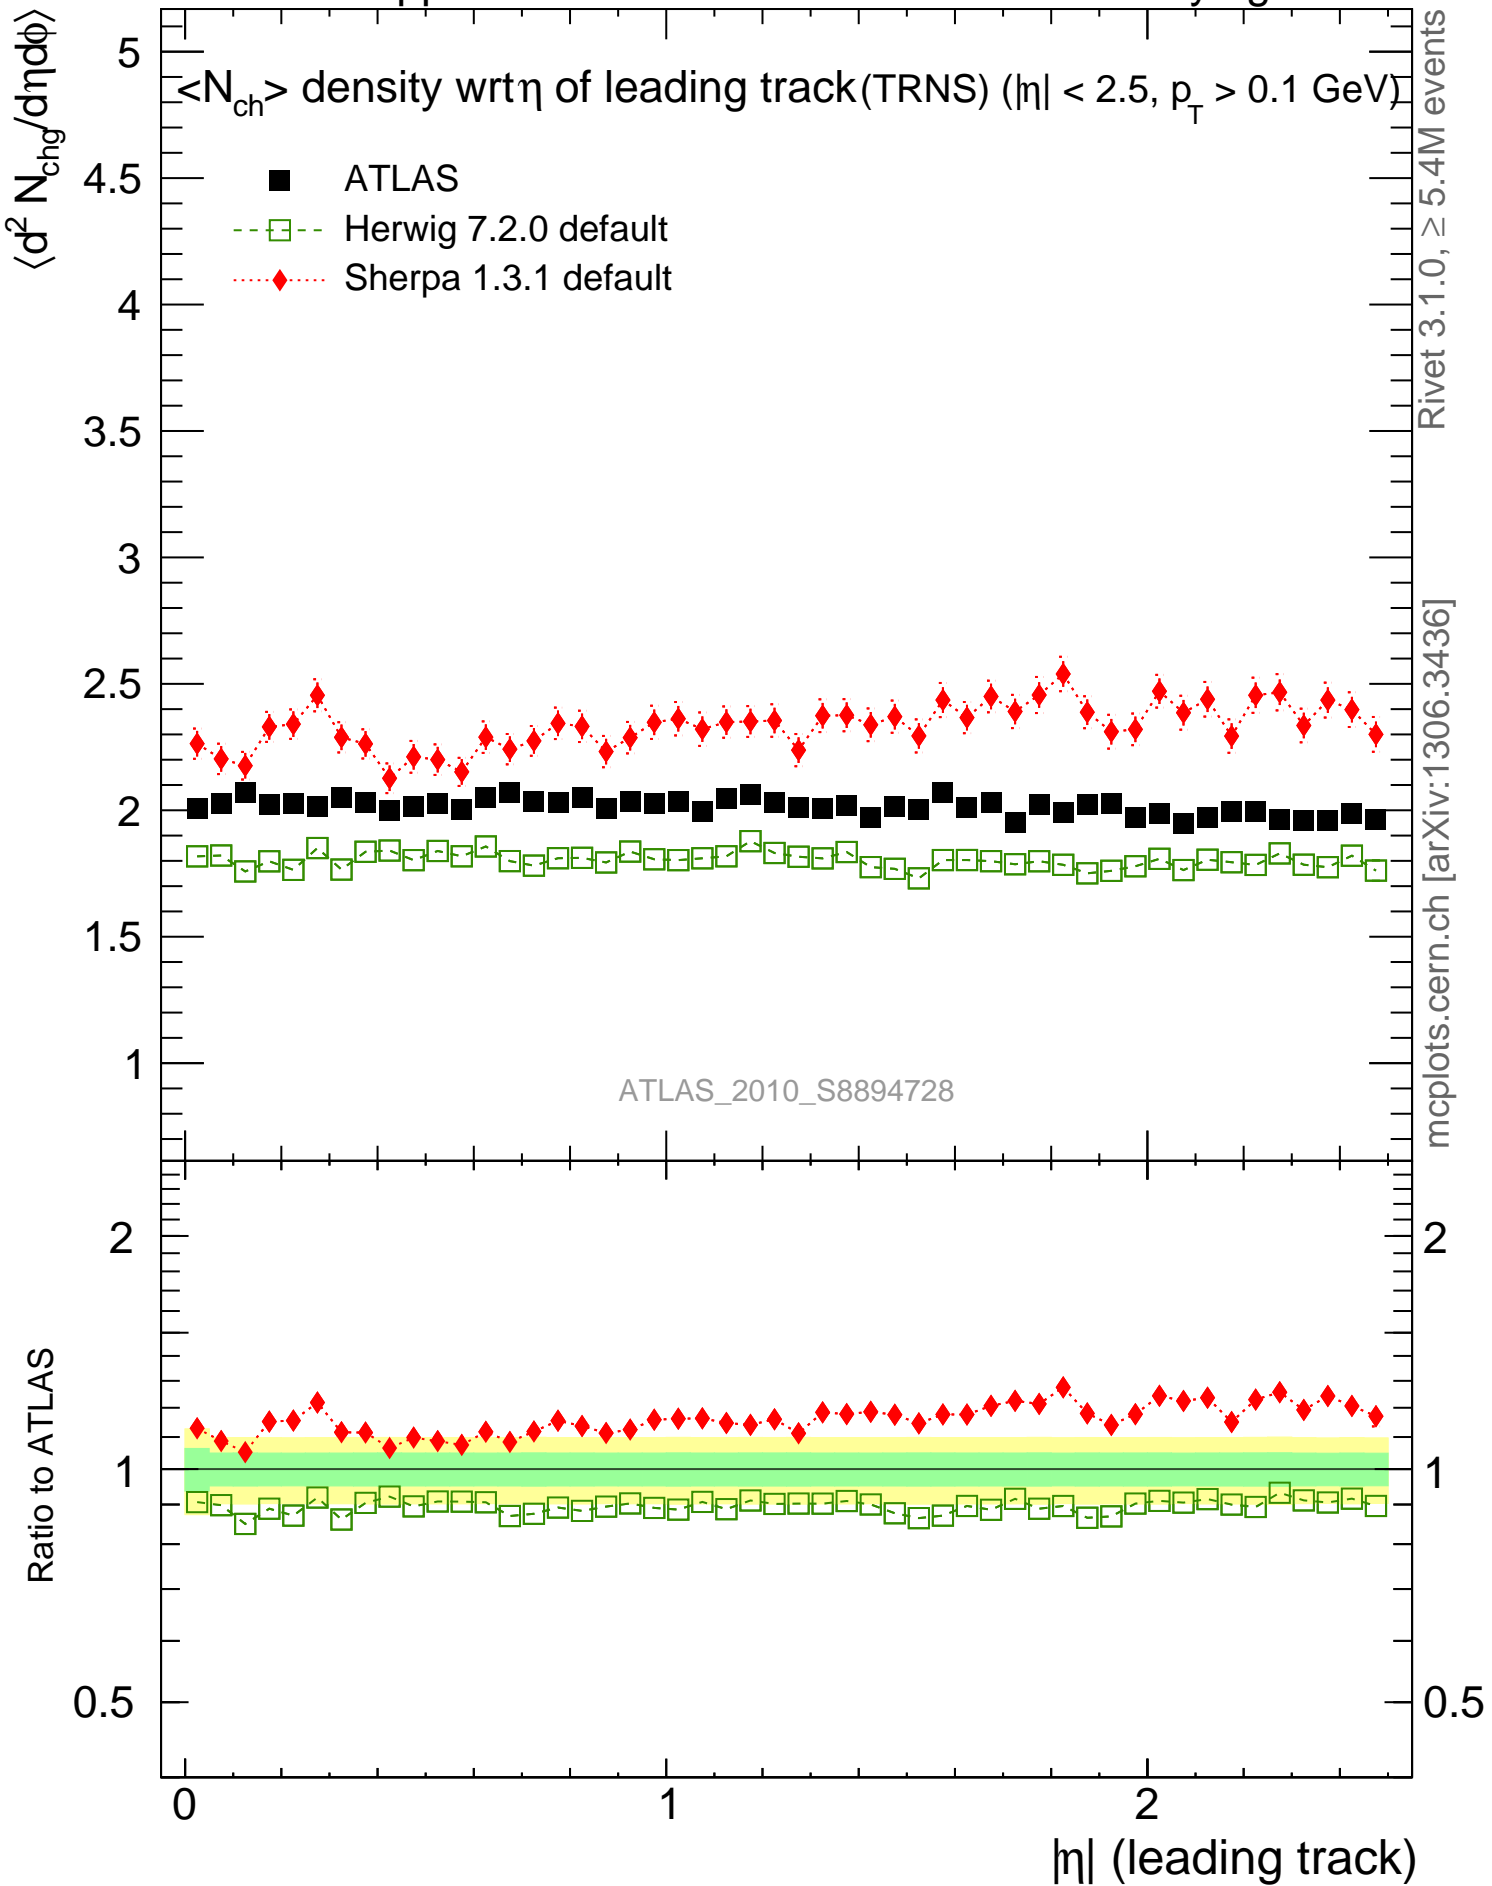 ⟨d² N_chg/dηdϕ⟩
<N_ch> density wrt η of leading track (TRNS) (|η| < 2.5, p_T > 0.1 GeV)
ATLAS
Herwig 7.2.0 default
Sherpa 1.3.1 default
5
4.5
4
3.5
3
2.5
2
1.5
1
ATLAS_2010_S8894728
Rivet 3.1.0, ≥ 5.4M events
mcplots.cern.ch [arXiv:1306.3436]
Ratio to ATLAS
2
1
0.5
2
1
0.5
0
1
2
|η| (leading track)